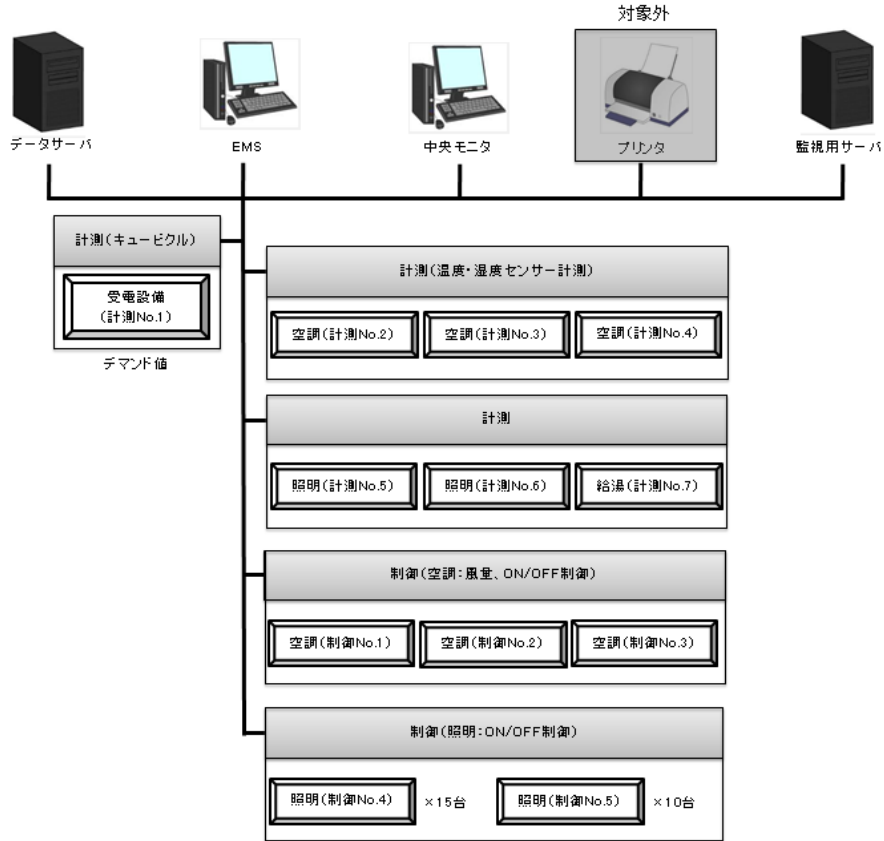 対象外
データサーバ
EMS
中央モニタ
プリンタ
監視用サーバ
計測(キュービクル)
受電設備
(計測No.1)
デマンド値
計測(温度・湿度センサー計測)
空調(計測No.2)
空調(計測No.3)
空調(計測No.4)
計測
照明(計測No.5)
照明(計測No.6)
給湯(計測No.7)
制御(空調:風量、ON/OFF制御)
空調(制御No.1)
空調(制御No.2)
空調(制御No.3)
制御(照明:ON/OFF制御)
照明(制御No.4) ×15台
照明(制御No.5) ×10台